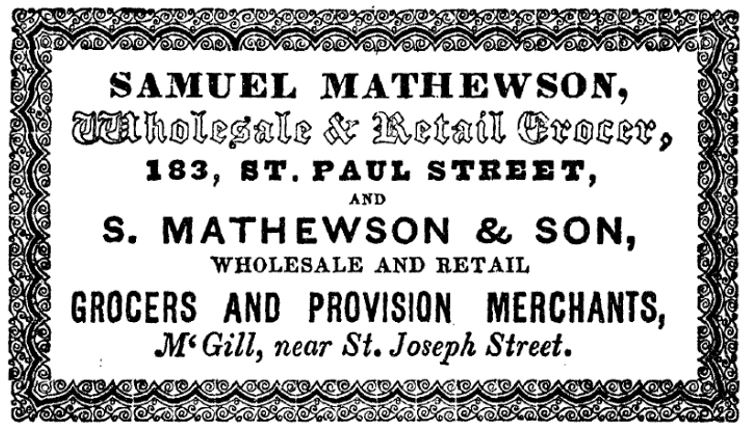 SAMUEL MATHEWSON,
Wholesale & Retail Grocer,
183, ST. PAUL STREET,
AND
S. MATHEWSON & SON,
WHOLESALE AND RETAIL
GROCERS AND PROVISION MERCHANTS,
M‘Gill, near St. Joseph Street.